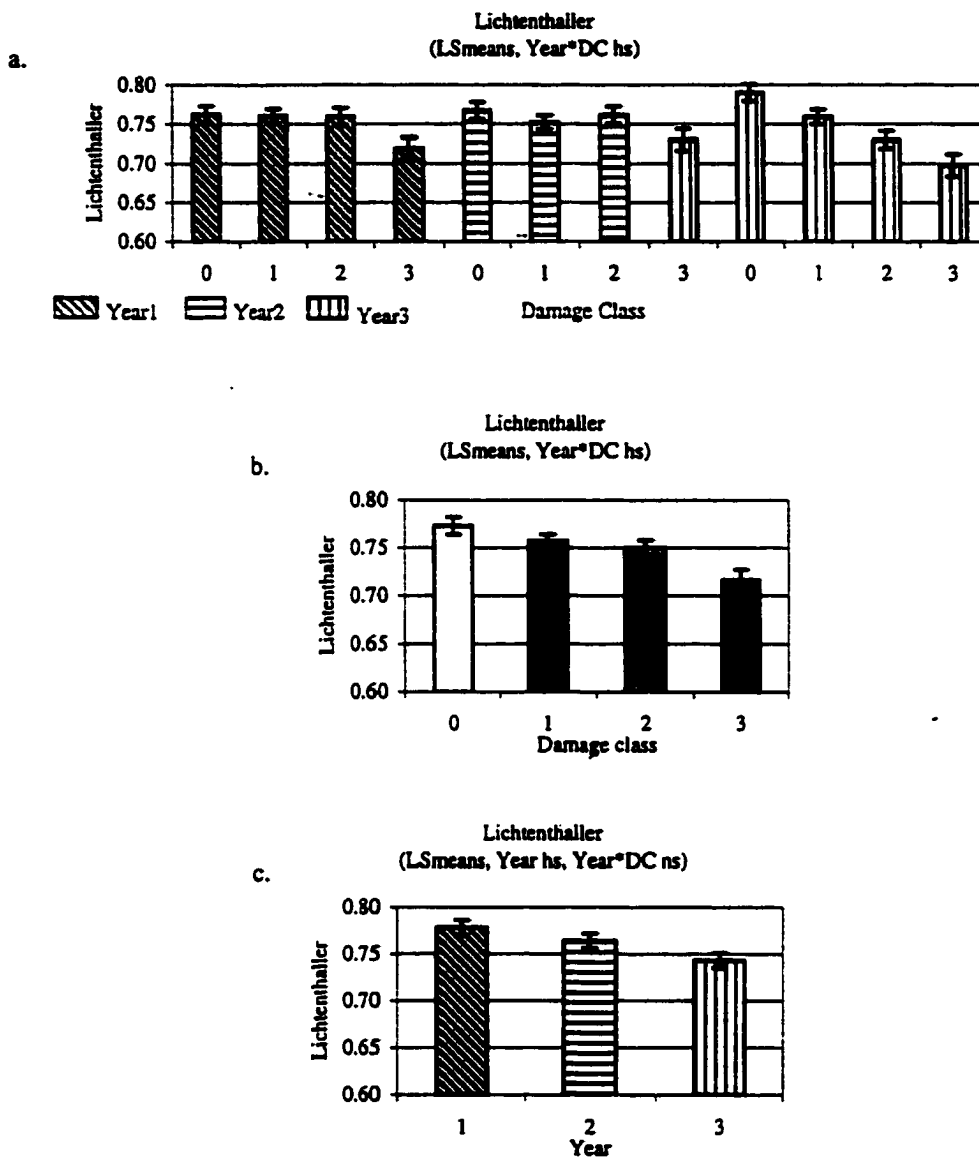 a.
Lichtenthaller
(LSmeans, Year*DC hs)
Lichtenthaller
0.80
0.75
0.70
0.65
0.60
0 1 2 3 0 1 2 3 0 1 2 3
Year1 Year2 Year3 Damage Class
b.
Lichtenthaller
(LSmeans, Year*DC hs)
Lichtenthaller
0.80
0.75
0.70
0.65
0.60
0 1 2 3
Damage class
c.
Lichtenthaller
(LSmeans, Year hs, Year*DC ns)
Lichtenthaller
0.80
0.75
0.70
0.65
0.60
1 2 3
Year